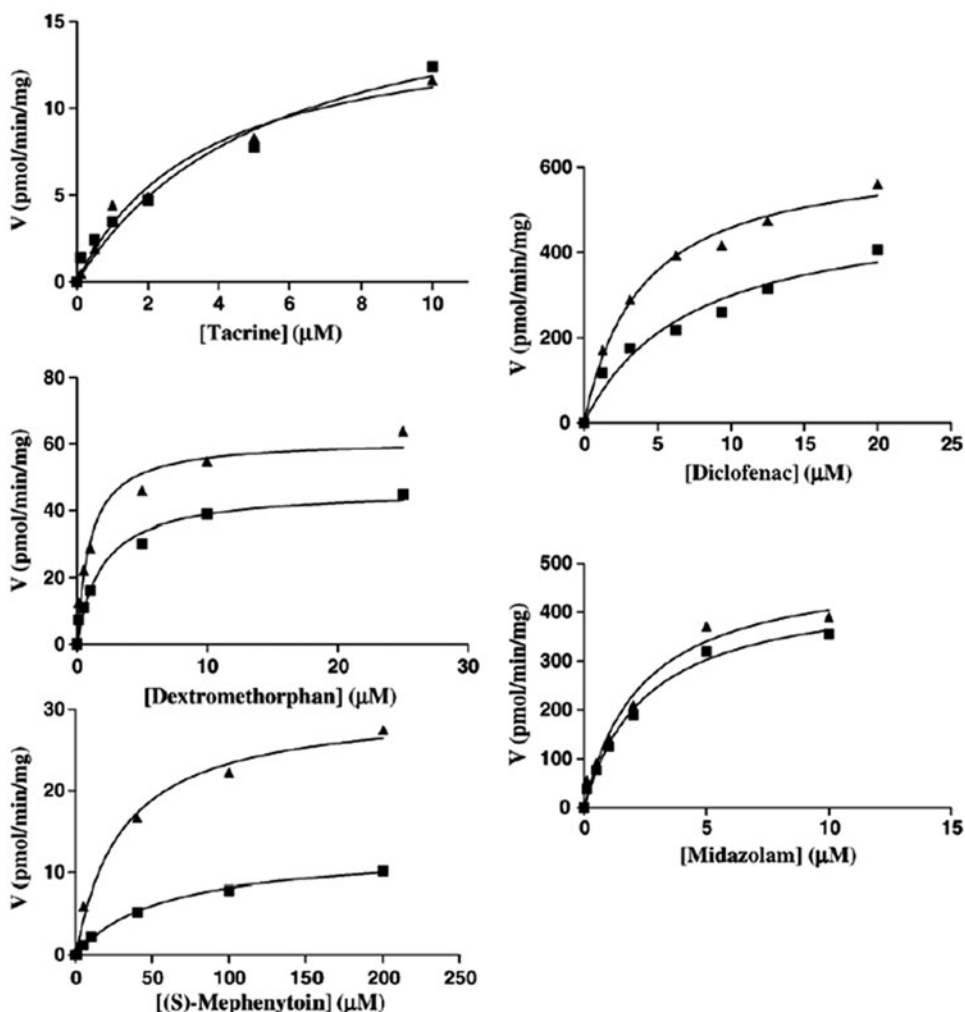 15
10
5
0
V (pmol/min/mg)
0 2 4 6 8 10
[Tacrine] (μM)
80
60
40
20
0
V (pmol/min/mg)
0 10 20 30
[Dextromethorphan] (μM)
30
20
10
0
V (pmol/min/mg)
0 50 100 150 200 250
[(S)-Mephenytoin] (μM)
600
400
200
0
V (pmol/min/mg)
0 5 10 15 20 25
[Diclofenac] (μM)
500
400
300
200
100
0
V (pmol/min/mg)
0 5 10 15
[Midazolam] (μM)